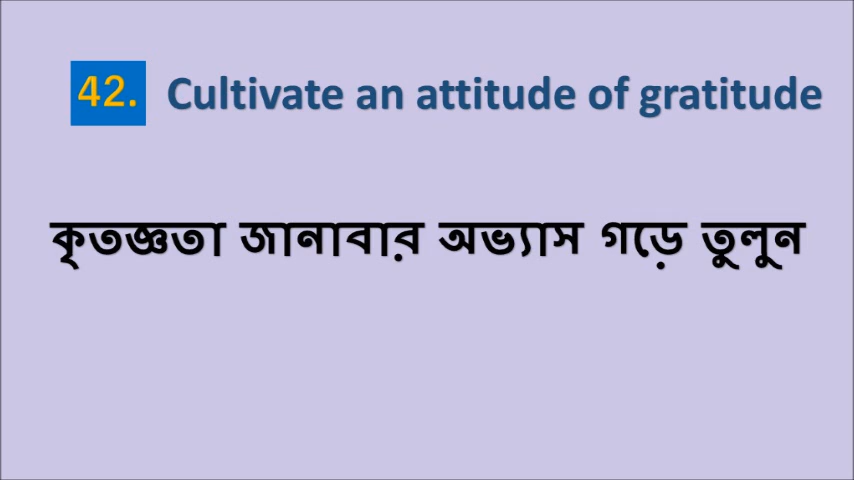 42. Cultivate an attitude of gratitude
কৃতজ্ঞতা জানাবার অভ্যাস গড়ে তুলুন